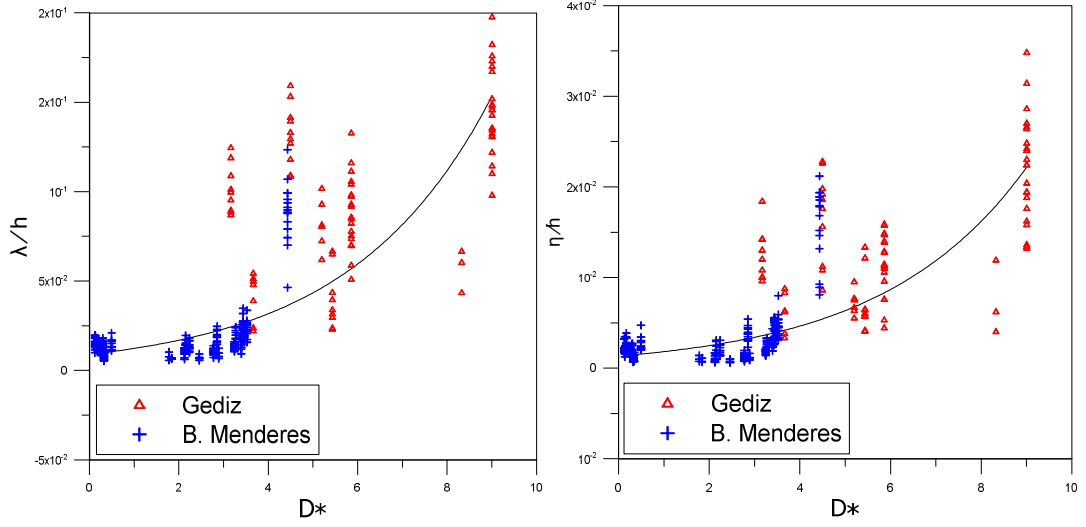 2x10⁻¹
2x10⁻¹
1x10⁻¹
5x10⁻²
0
-5x10⁻²
λ/h
0 2 4 6 8 10
D*
Gediz
B. Menderes
4x10⁻²
3x10⁻²
2x10⁻²
10⁻²
0
10⁻²
η/h
0 2 4 6 8 10
D*
Gediz
B. Menderes